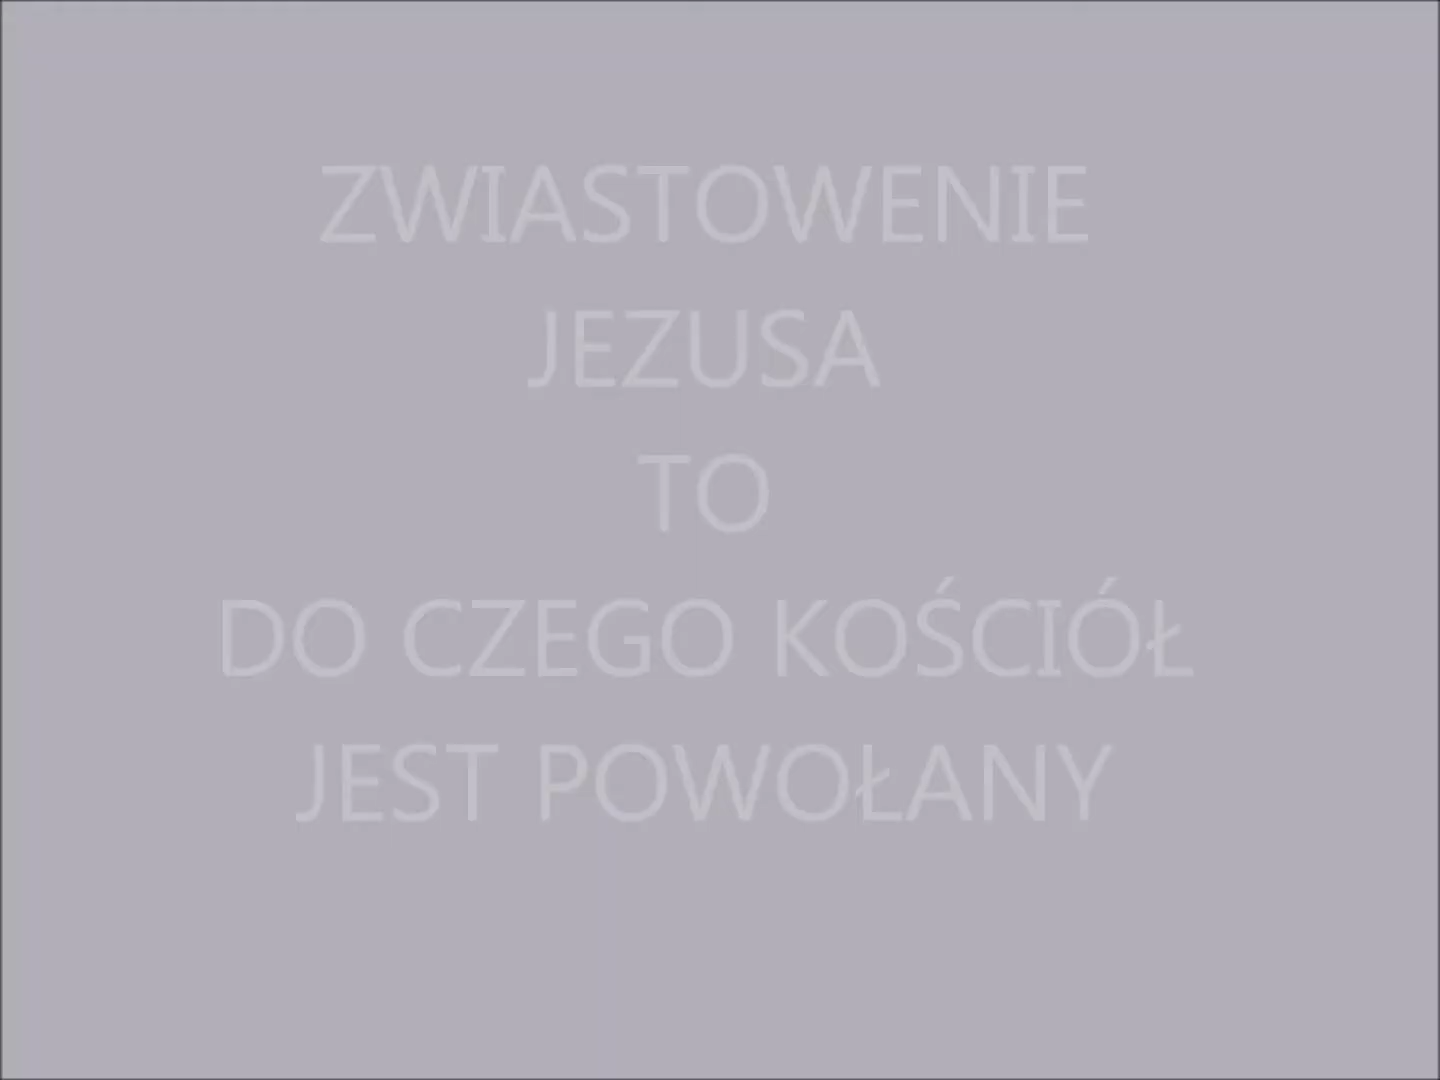 ZWIASTOWENIE
JEZUSA
TO
DO CZEGO KOŚCIÓŁ
JEST POWOŁANY